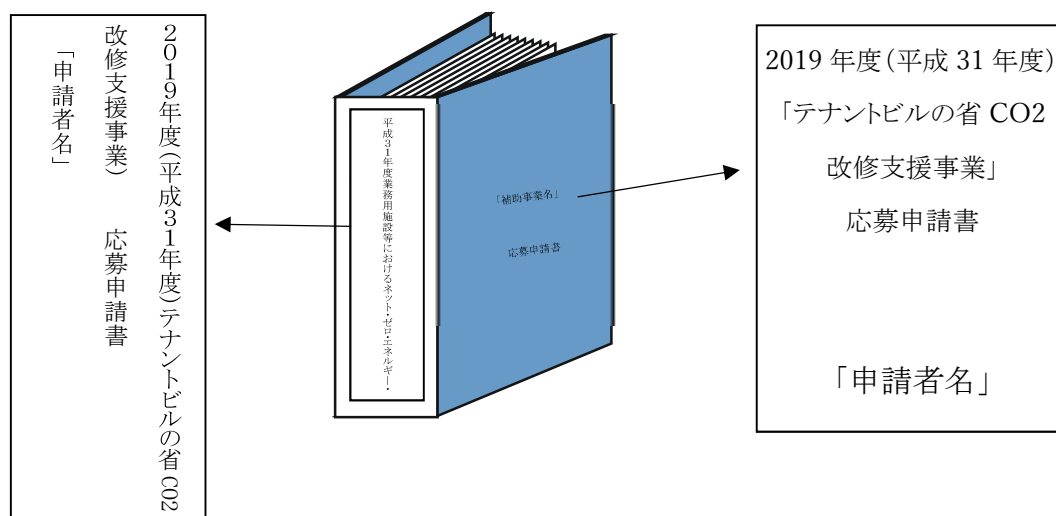 2019年度(平成31年度)テナントビルの省CO2
改修支援事業) 応募申請書
「申請者名」
平成31年度業務用施設等におけるネット・ゼロ・エネルギー・
「補助事業名」
応募申請書
2019 年度(平成 31 年度)
「テナントビルの省 CO2
改修支援事業」
応募申請書
「申請者名」